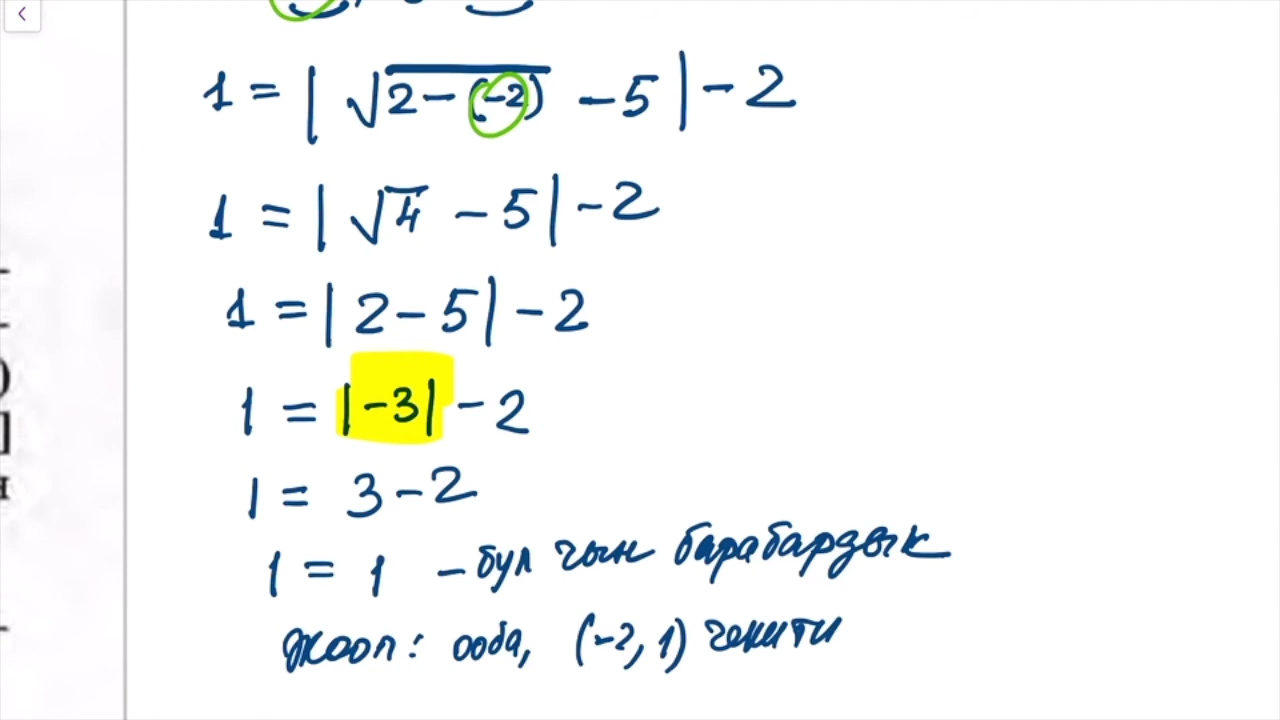 1 = | √2 – (–2) – 5 | – 2
1 = | √4 – 5 | – 2
1 = | 2 – 5 | – 2
1 = | –3 | – 2
1 = 3 – 2
1 = 1 – бул чын барабардык
Жооп: ооба, (–2, 1) чекити